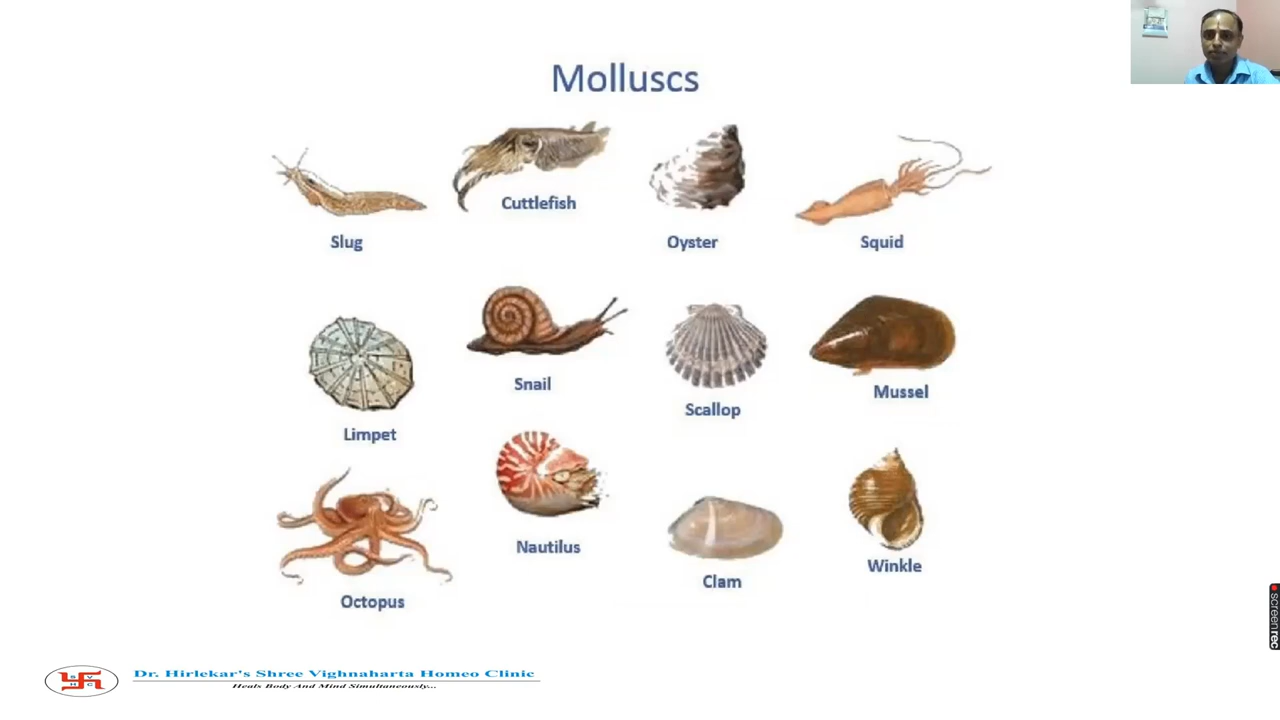 Molluscs
Cuttlefish
Slug
Oyster
Squid
Snail
Mussel
Scallop
Limpet
Nautilus
Winkle
Clam
Octopus
screenrec
S V
H C
Dr. Hirlekar's Shree Vighnaharta Homeo Clinic
Heals Body And Mind Simultaneously...